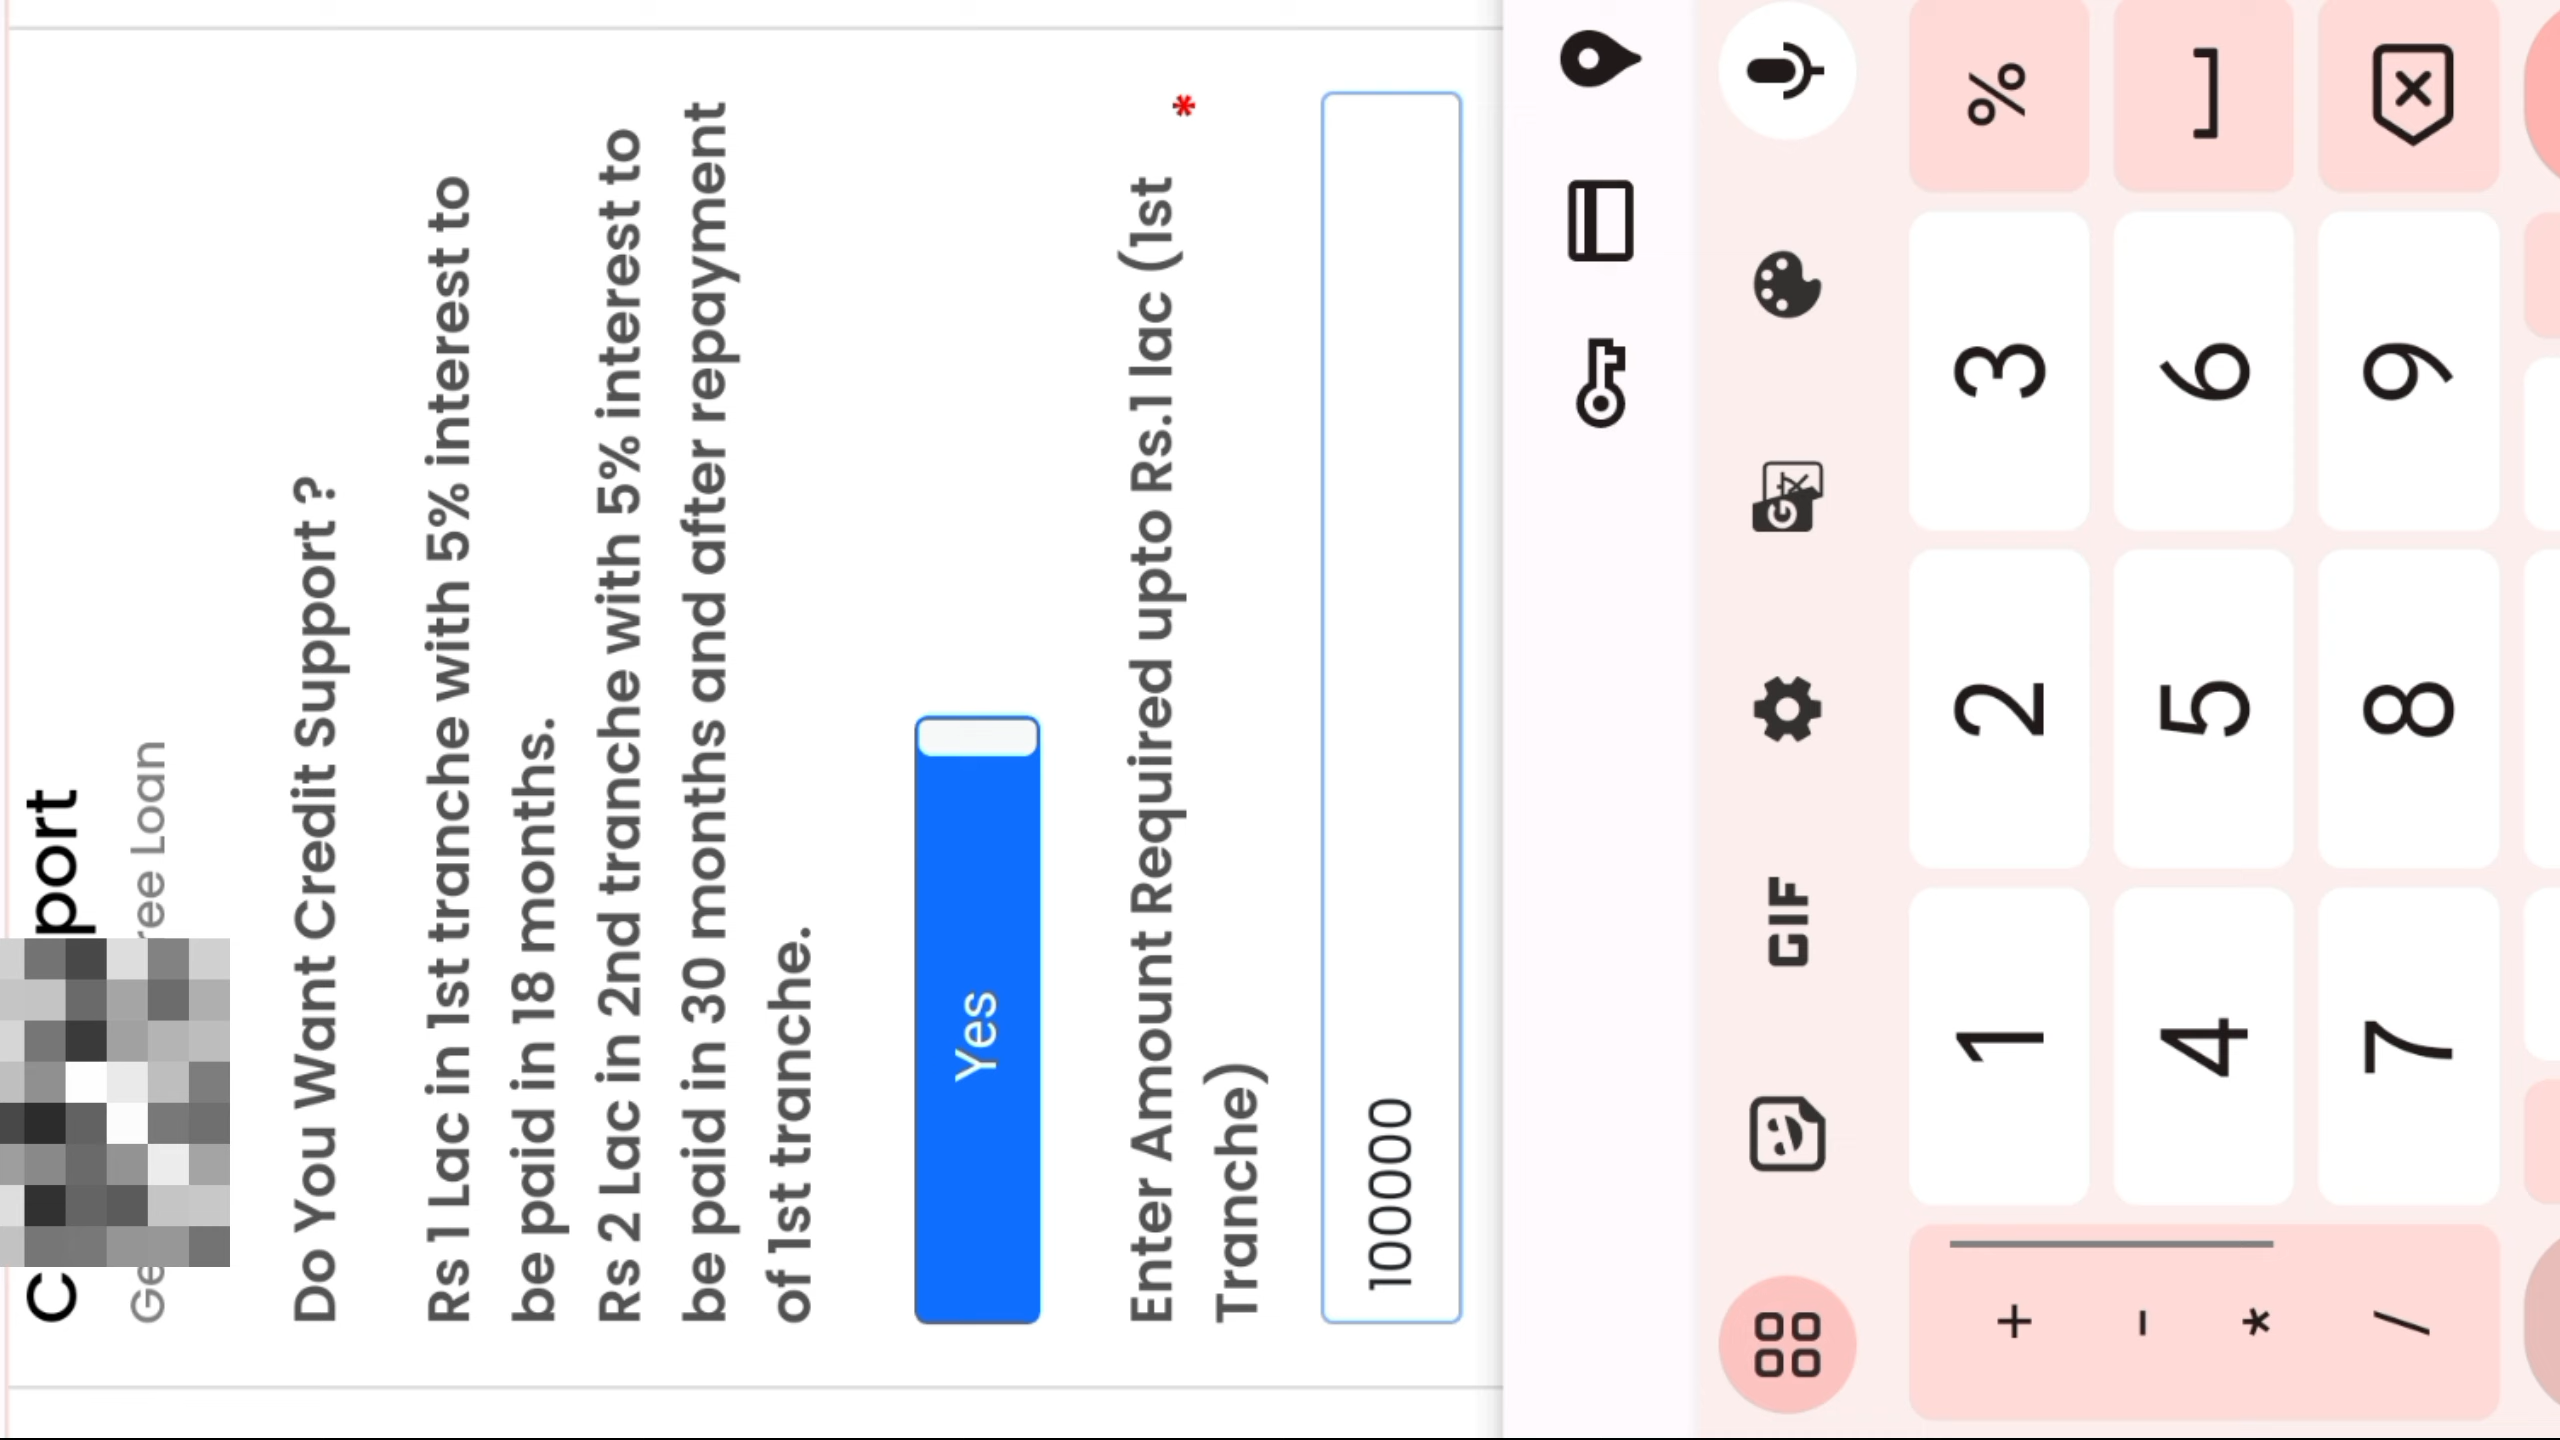 port
Loan
Do You Want Credit Support ?
Rs 1 Lac in 1st tranche with 5% interest to
be paid in 18 months.
Rs 2 Lac in 2nd tranche with 5% interest to
be paid in 30 months and after repayment
of 1st tranche.
Yes
Enter Amount Required upto Rs.1 lac (1st *
Tranche)
100000
GIF
+ 1 2 3 %
- 4 5 6
* / 7 8 9